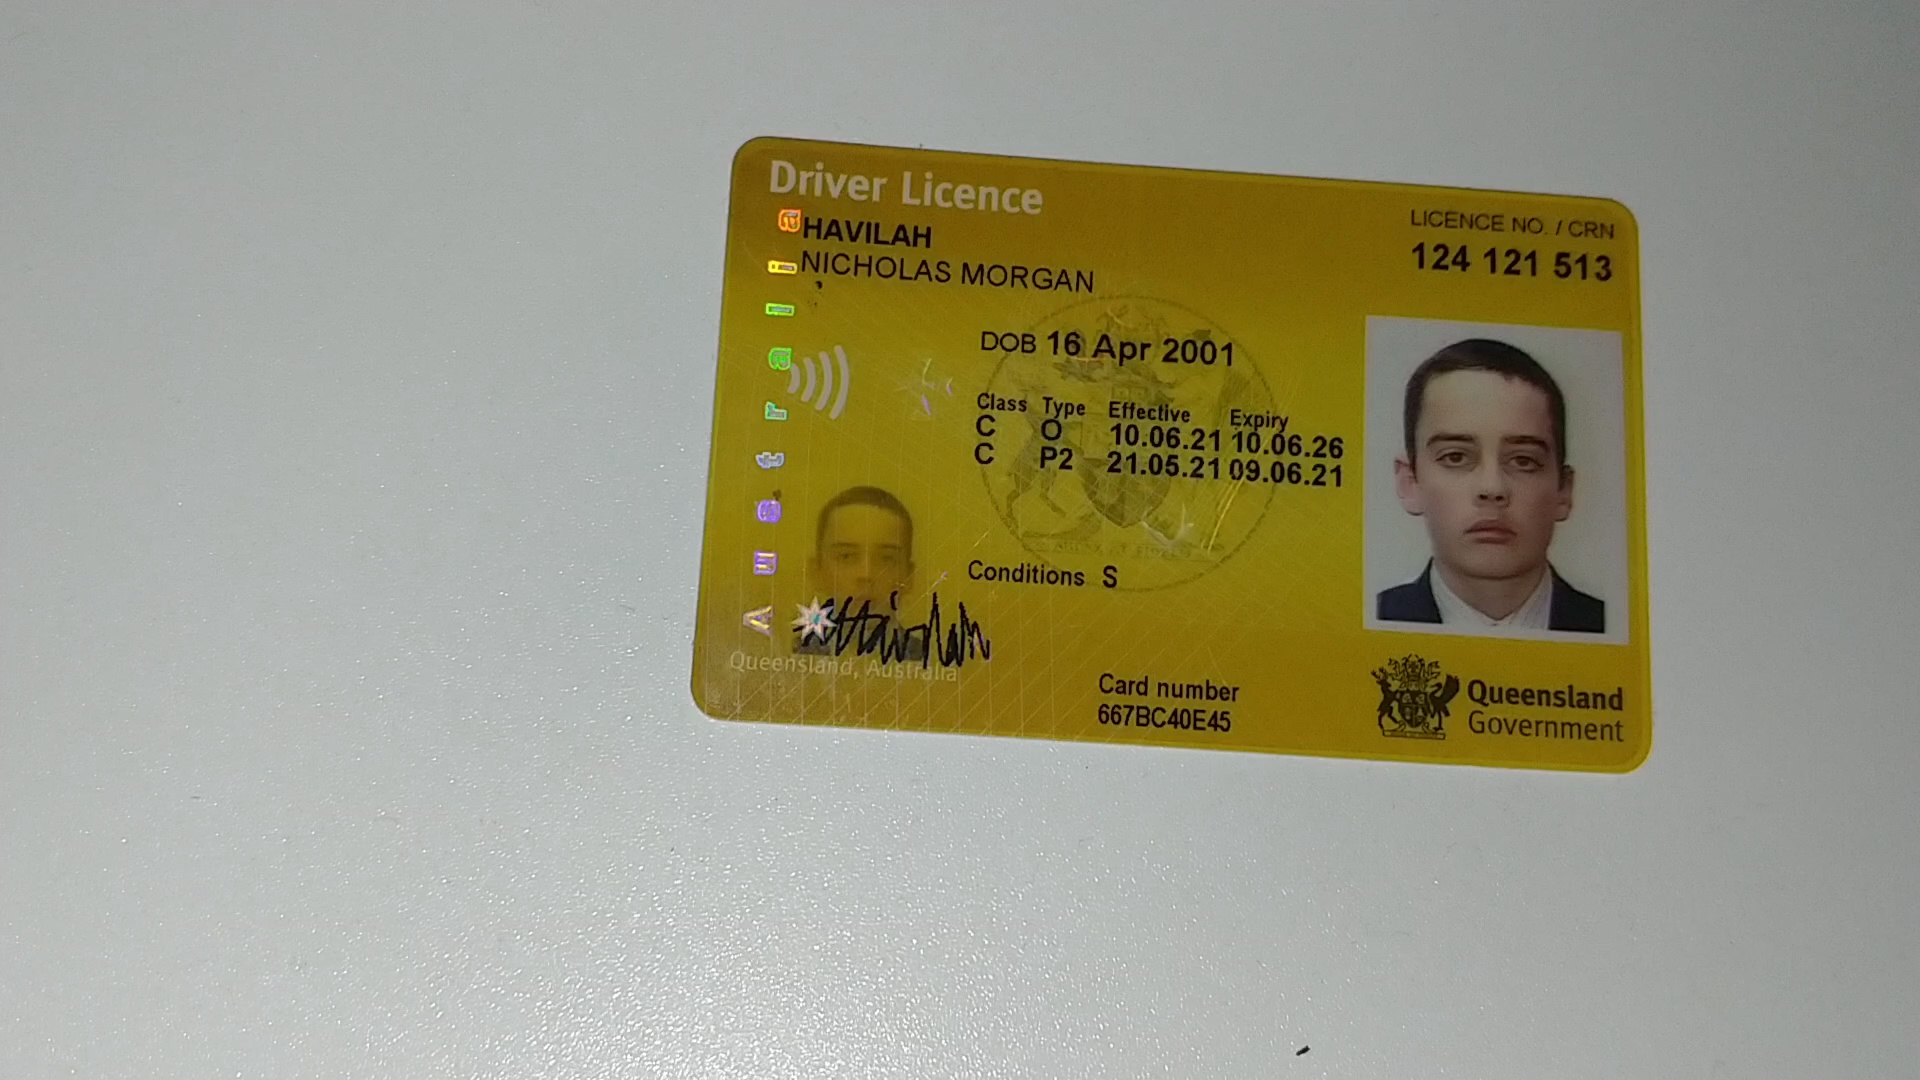 Driver Licence
HAVILAH
NICHOLAS MORGAN
LICENCE NO. / CRN
124 121 513
DOB 16 Apr 2001
Class Type Effective Expiry
C O 10.06.21 10.06.26
C P2 21.05.21 09.06.21
Conditions S
Australia
Havilah
Queensland, Australia
Card number
667BC40E45
Queensland
Government